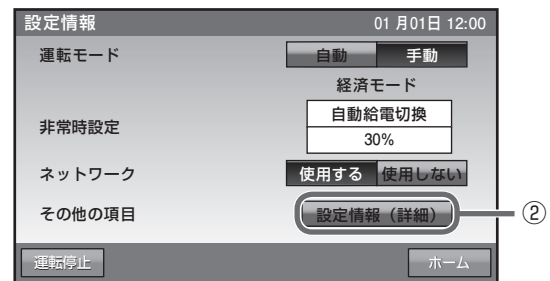 設定情報 01月01日 12:00
運転モード 自動 手動
経済モード
非常時設定 自動給電切換
30%
ネットワーク 使用する 使用しない
その他の項目 設定情報（詳細） ②
運転停止 ホーム